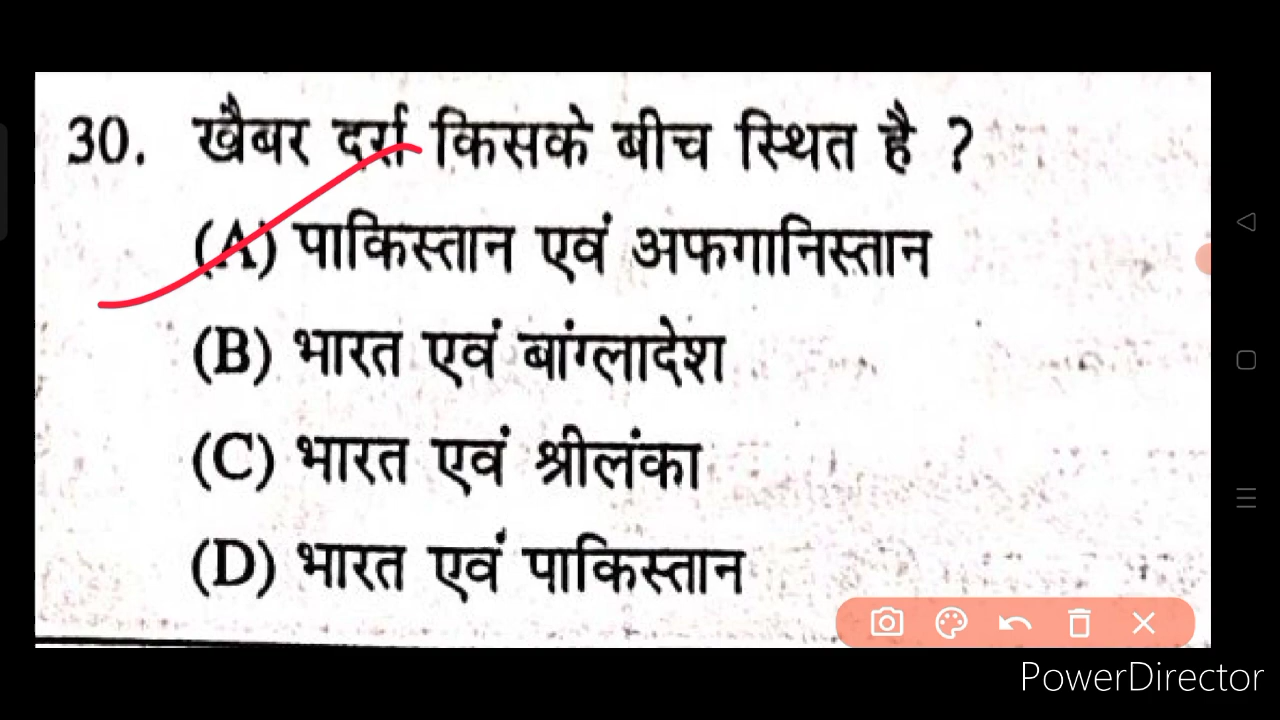 30. खैबर दर्रा किसके बीच स्थित है ?
(A) पाकिस्तान एवं अफगानिस्तान
(B) भारत एवं बांग्लादेश
(C) भारत एवं श्रीलंका
(D) भारत एवं पाकिस्तान
PowerDirector